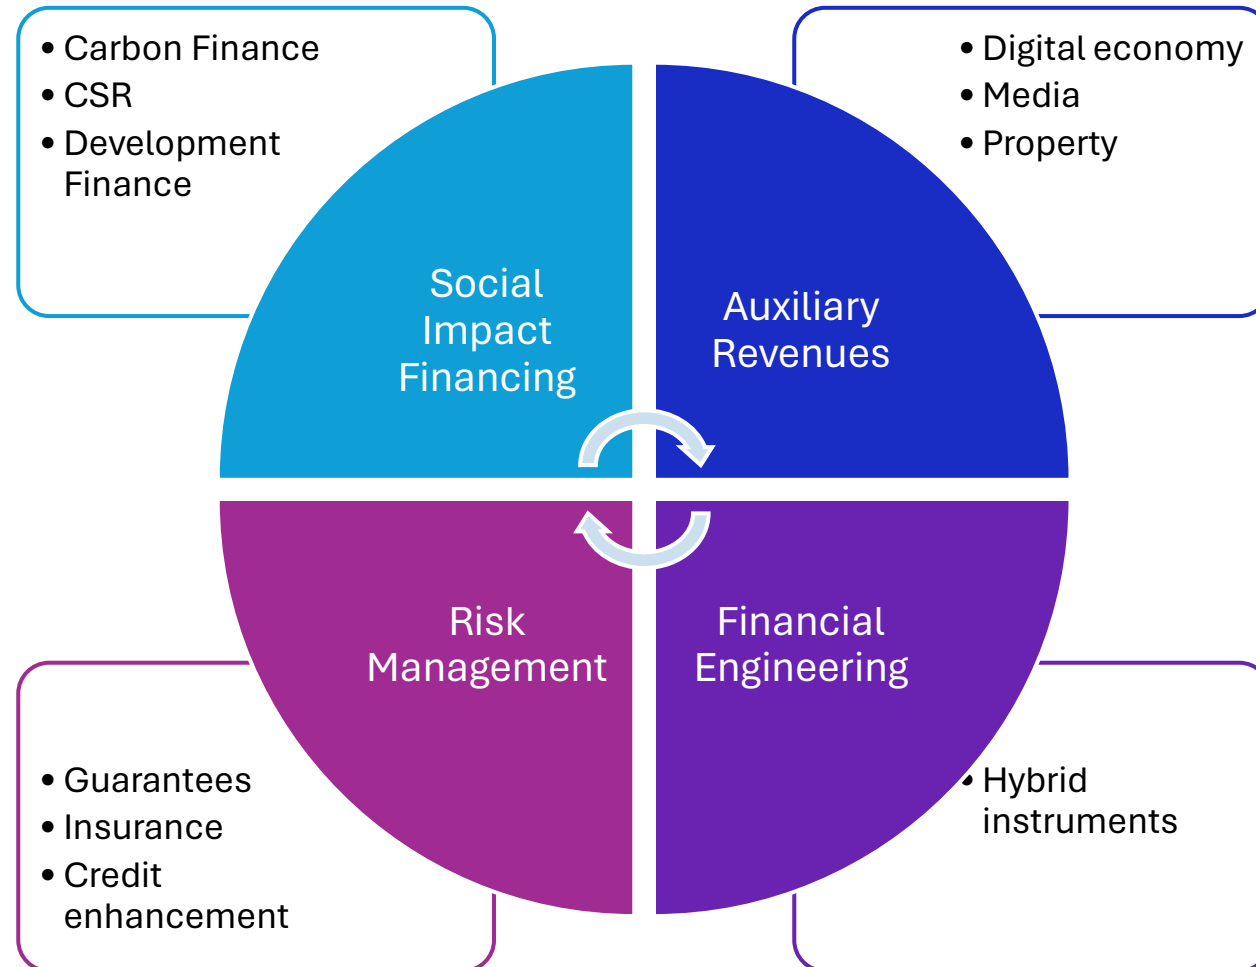 • Carbon Finance
• CSR
• Development
Finance
• Digital economy
• Media
• Property
Social
Impact
Financing
Auxiliary
Revenues
Risk
Management
Financial
Engineering
• Guarantees
• Insurance
• Credit
enhancement
• Hybrid
instruments